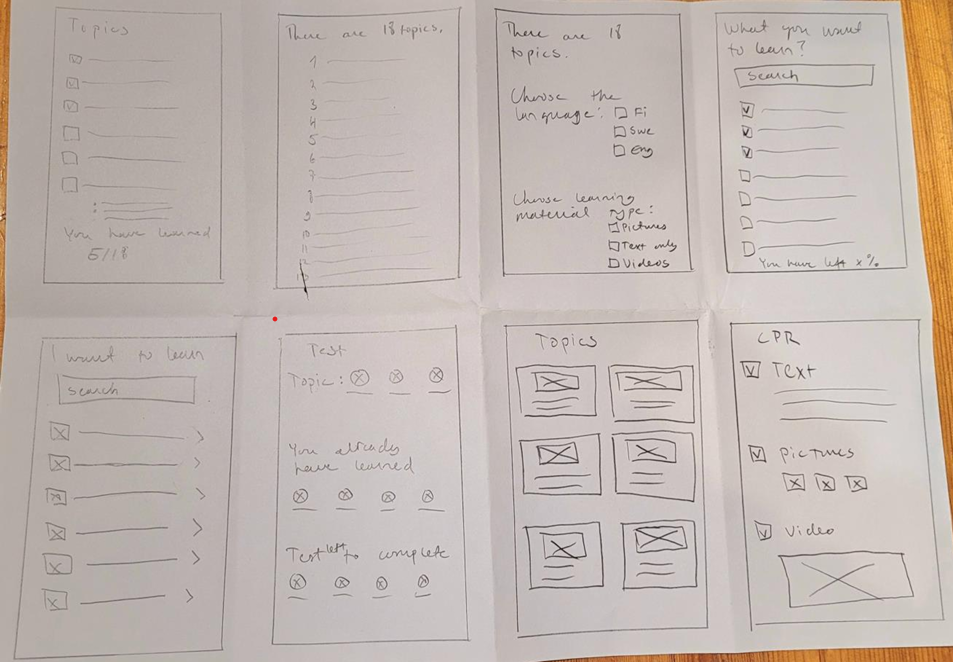 Topics
You have learned
5/18
There are 18 topics.
1
2
3
4
5
6
7
8
9
10
11
12
There are 18
topics.
Choose the
language:
Fi
Swe
Eng
Choose learning
material type:
Pictures
Text only
Videos
What you want
to learn?
Search
You have left x %
I want to learn
Search
Test
Topic:
You already
have learned
Test left to complete
Topics
CPR
Text
pictures
video